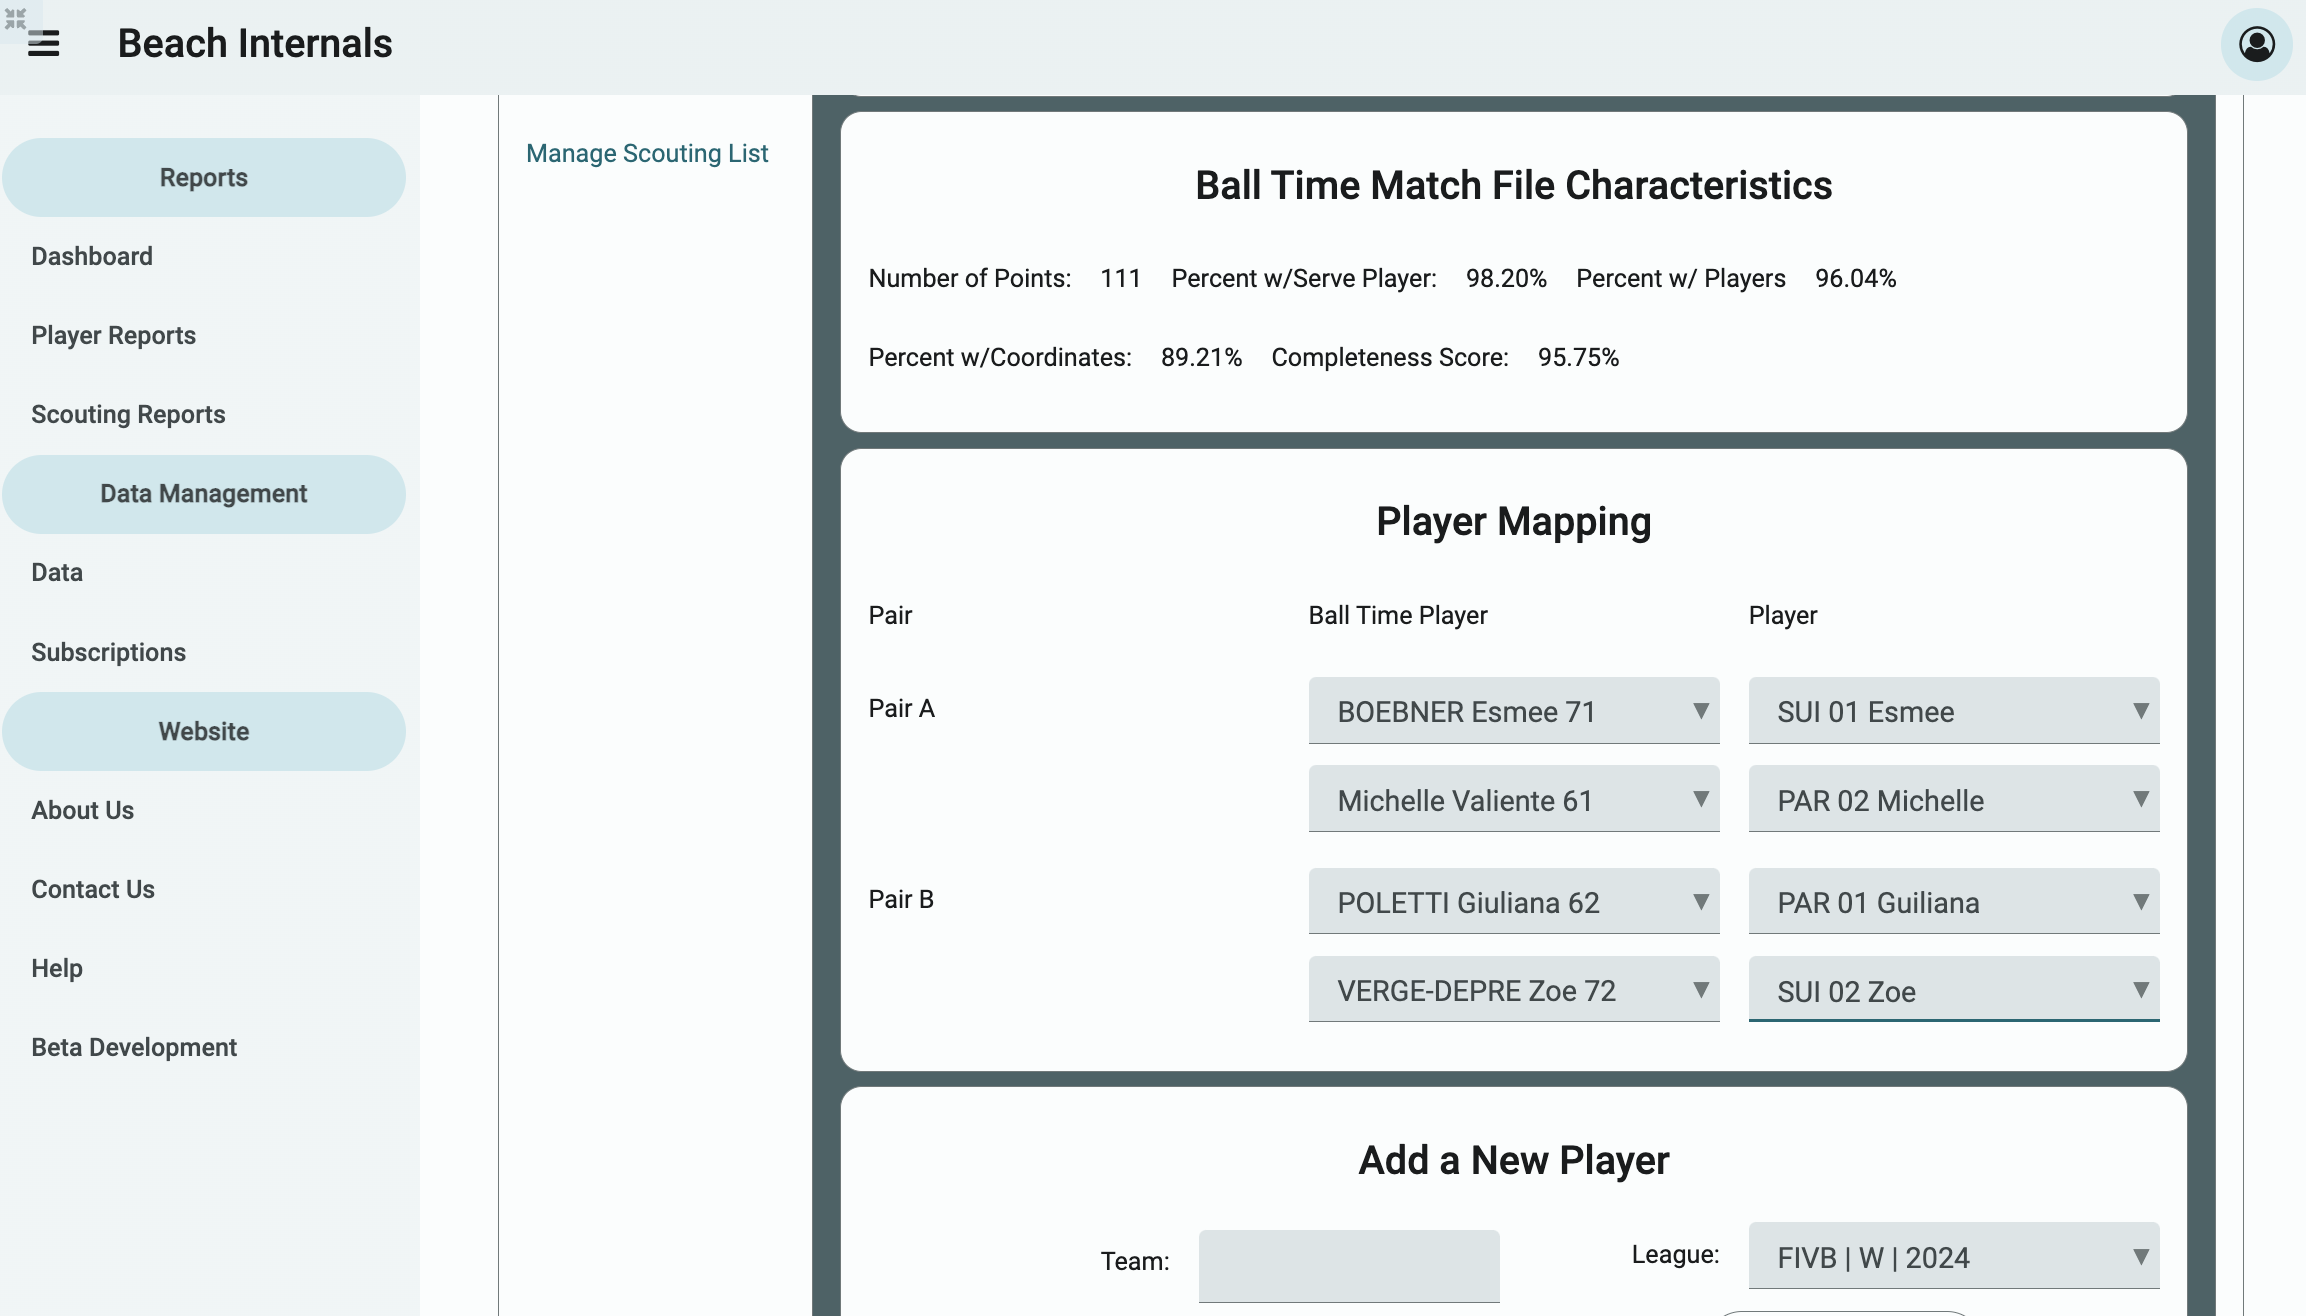 Beach Internals
Reports
Dashboard
Player Reports
Scouting Reports
Data Management
Data
Subscriptions
Website
About Us
Contact Us
Help
Beta Development
Manage Scouting List
Ball Time Match File Characteristics
Number of Points: 111 Percent w/Serve Player: 98.20% Percent w/ Players 96.04%
Percent w/Coordinates: 89.21% Completeness Score: 95.75%
Player Mapping
Pair Ball Time Player Player
Pair A BOEBNER Esmee 71 SUI 01 Esmee
Michelle Valiente 61 PAR 02 Michelle
Pair B POLETTI Giuliana 62 PAR 01 Guiliana
VERGE-DEPRE Zoe 72 SUI 02 Zoe
Add a New Player
Team: League: FIVB | W | 2024